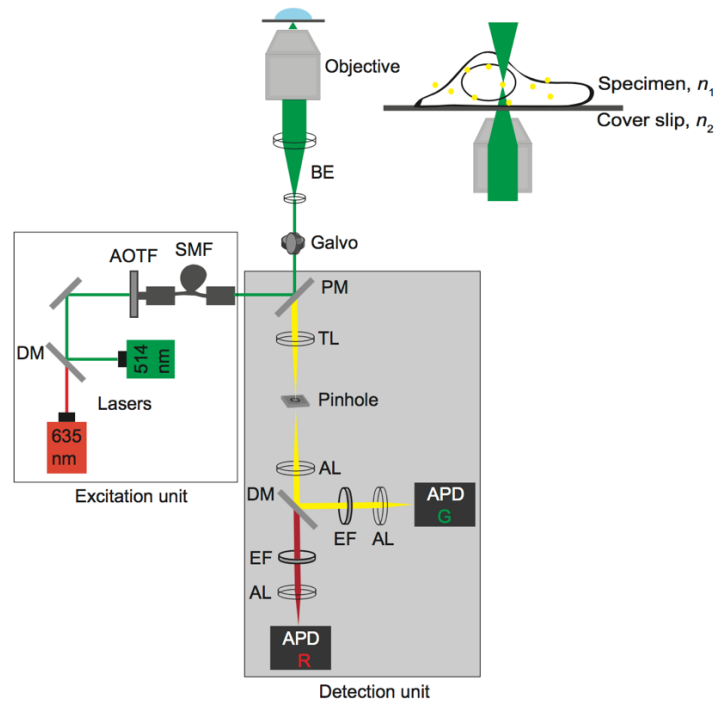 Objective
Specimen, n1
Cover slip, n2
BE
Galvo
AOTF
SMF
PM
DM
TL
514
nm
Lasers
Pinhole
635
nm
Excitation unit
AL
DM
APD
G
EF
AL
EF
AL
APD
R
Detection unit